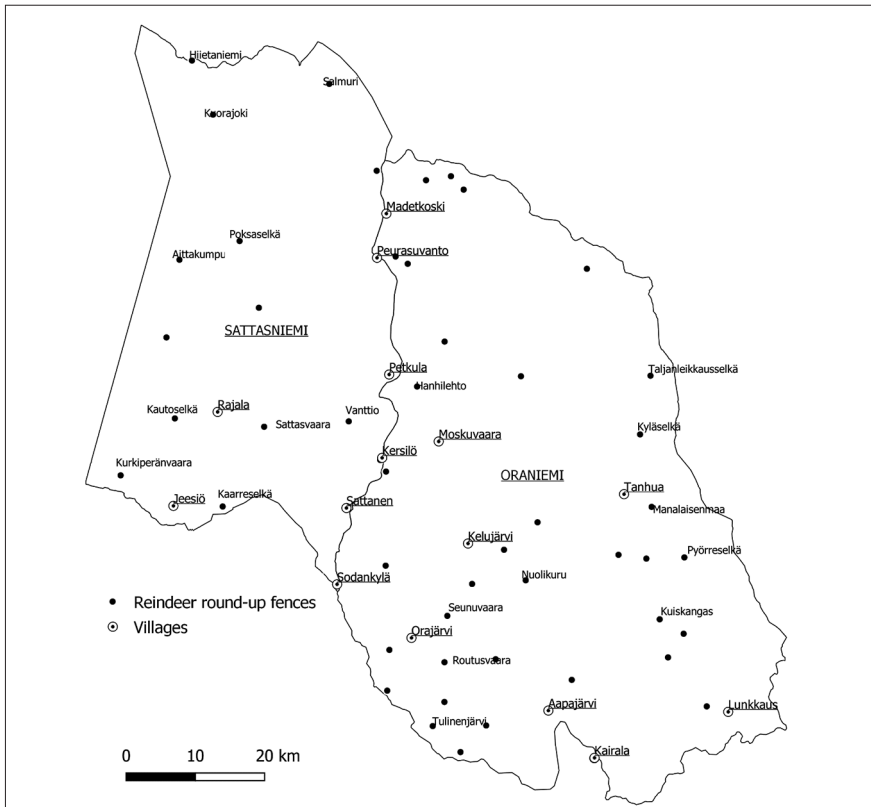 Hiietaniemi
Salmuri
Kuorajoki
Madetkoski
Poksaselkä
Peurasuvanto
Aittakumpu
SATTASNIEMI
Petkula
Taljanleikkausselkä
Hanhilehto
Rajala
Kautoselkä
Vanttio
Sattasvaara
Kyläselkä
Moskuvaara
Kersilö
Kurkiperänvaara
ORANIEMI
Tanhua
Jeesiö
Kaarreselkä
Sattanen
Manalaisenmaa
Kelujärvi
Pyörreselkä
Nuolikuru
Sodankylä
Reindeer round-up fences
Seunuvaara
Kuiskangas
Villages
Orajärvi
Routusvaara
Aapajärvi
Lunkkaus
Tulinenjärvi
Kairala
0 10 20 km